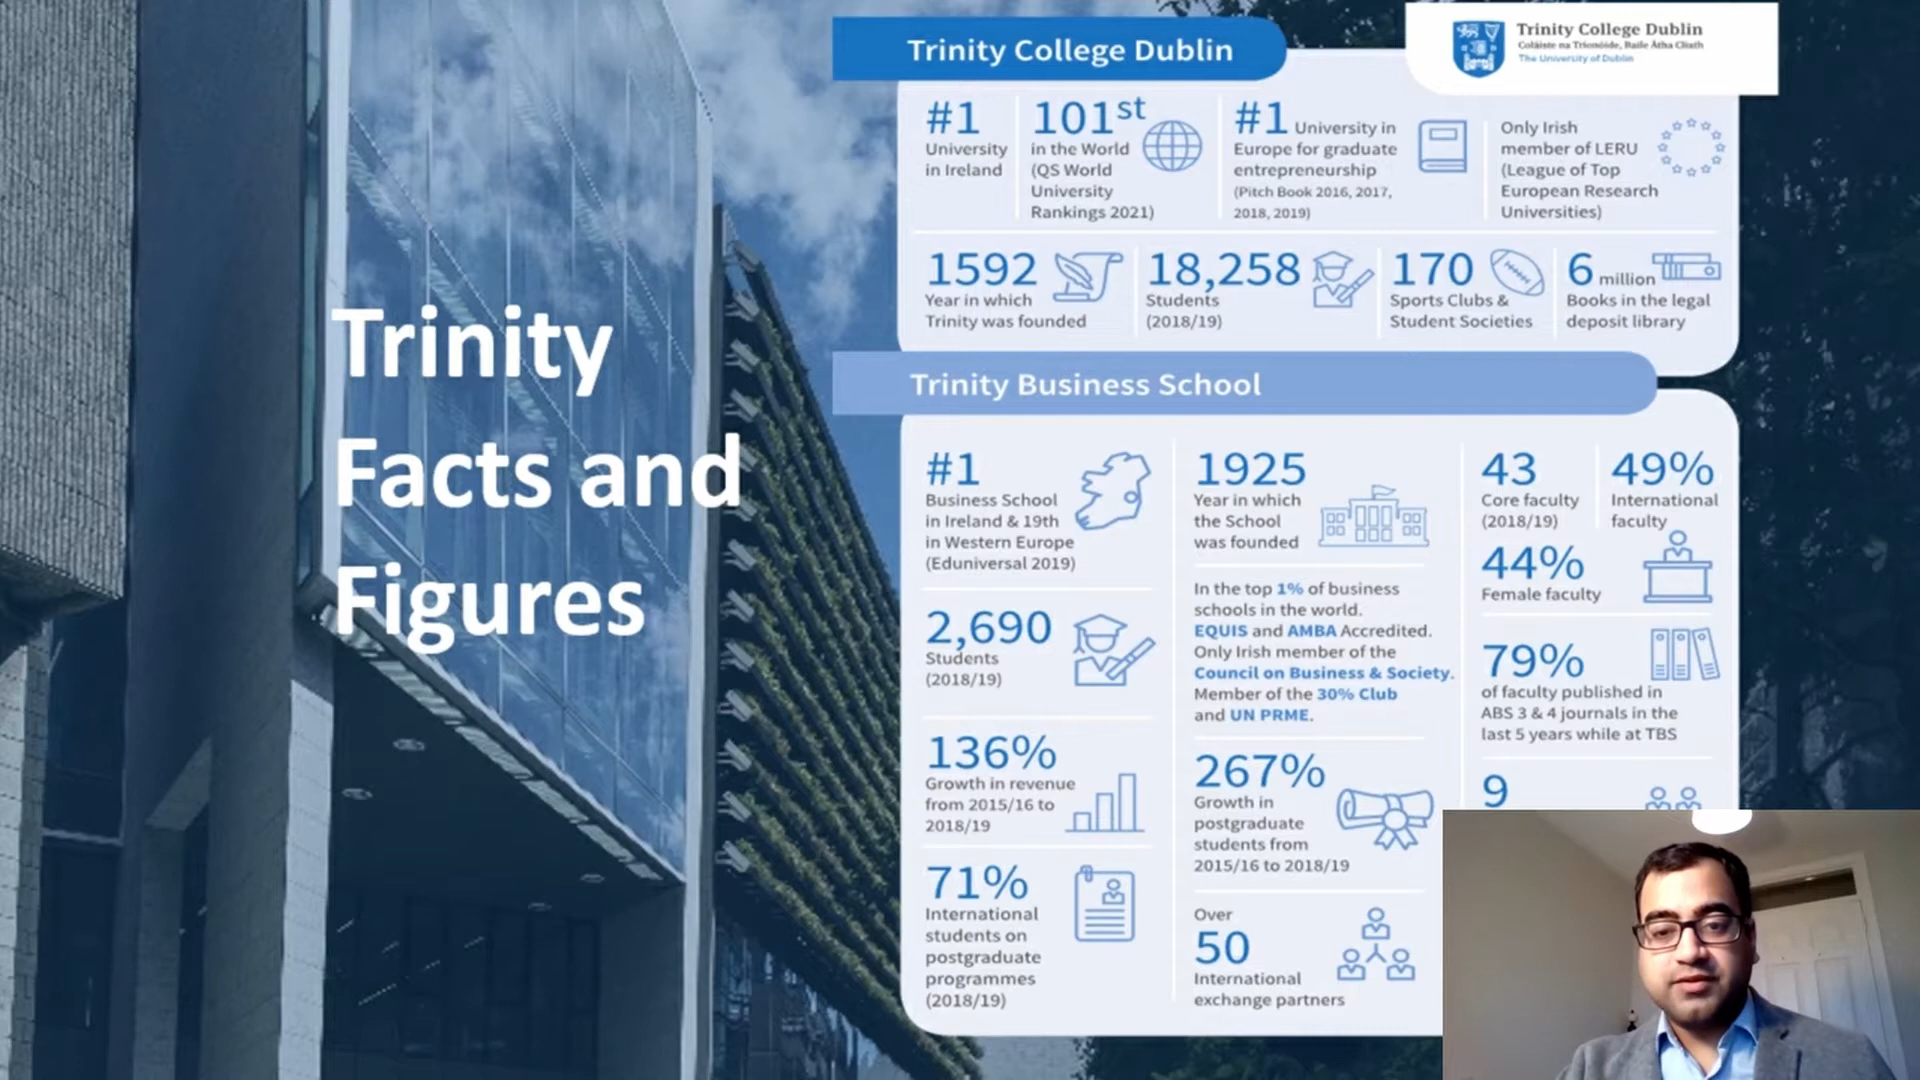 Trinity
Facts and
Figures
Trinity College Dublin
Trinity College Dublin
Coláiste na Tríonóide, Baile Átha Cliath
The University of Dublin
#1
University
in Ireland
101st
in the World
(QS World
University
Rankings 2021)
#1 University in
Europe for graduate
entrepreneurship
(Pitch Book 2016, 2017,
2018, 2019)
Only Irish
member of LERU
(League of Top
European Research
Universities)
1592
Year in which
Trinity was founded
18,258
Students
(2018/19)
170
Sports Clubs &
Student Societies
6 million
Books in the legal
deposit library
Trinity Business School
#1
Business School
in Ireland & 19th
in Western Europe
(Eduniversal 2019)
2,690
Students
(2018/19)
136%
Growth in revenue
from 2015/16 to
2018/19
71%
International
students on
postgraduate
programmes
(2018/19)
1925
Year in which
the School
was founded
In the top 1% of business
schools in the world.
EQUIS and AMBA Accredited.
Only Irish member of the
Council on Business & Society.
Member of the 30% Club
and UN PRME.
267%
Growth in
postgraduate
students from
2015/16 to 2018/19
Over
50
International
exchange partners
43
Core faculty
(2018/19)
49%
International
faculty
44%
Female faculty
79%
of faculty published in
ABS 3 & 4 journals in the
last 5 years while at TBS
9